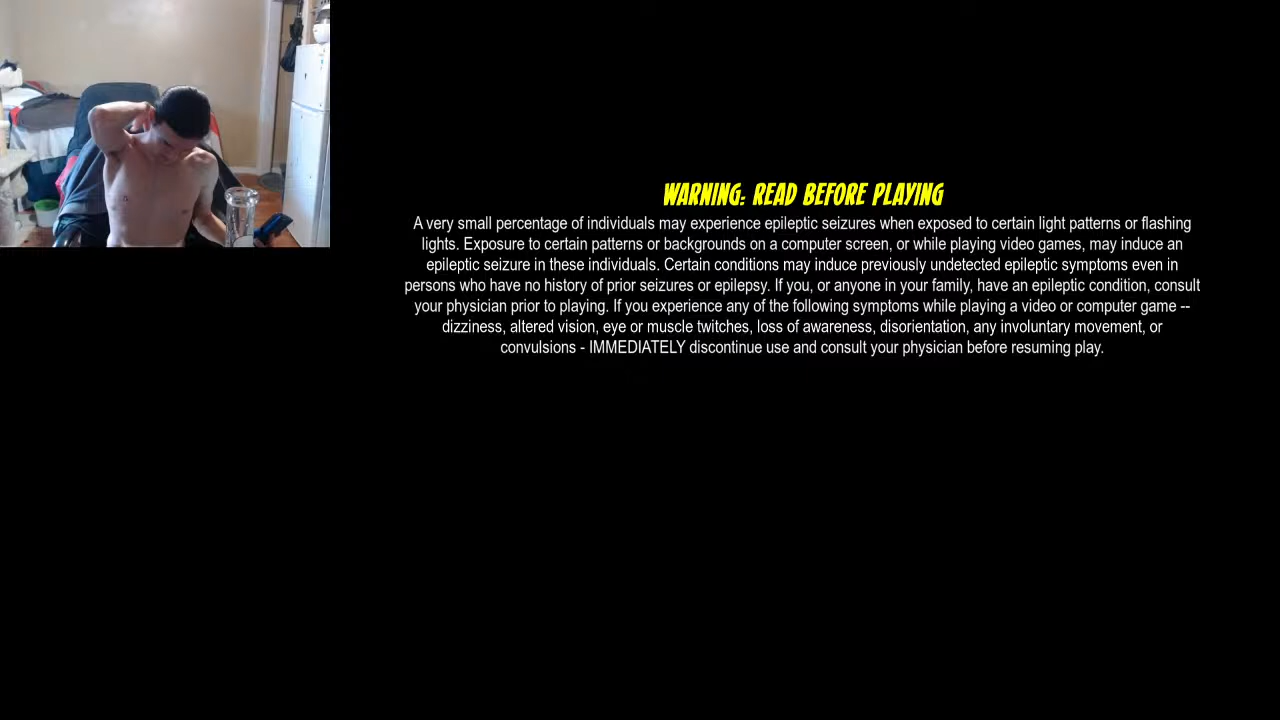 WARNING: READ BEFORE PLAYING
A very small percentage of individuals may experience epileptic seizures when exposed to certain light patterns or flashing
lights. Exposure to certain patterns or backgrounds on a computer screen, or while playing video games, may induce an
epileptic seizure in these individuals. Certain conditions may induce previously undetected epileptic symptoms even in
persons who have no history of prior seizures or epilepsy. If you, or anyone in your family, have an epileptic condition, consult
your physician prior to playing. If you experience any of the following symptoms while playing a video or computer game --
dizziness, altered vision, eye or muscle twitches, loss of awareness, disorientation, any involuntary movement, or
convulsions - IMMEDIATELY discontinue use and consult your physician before resuming play.